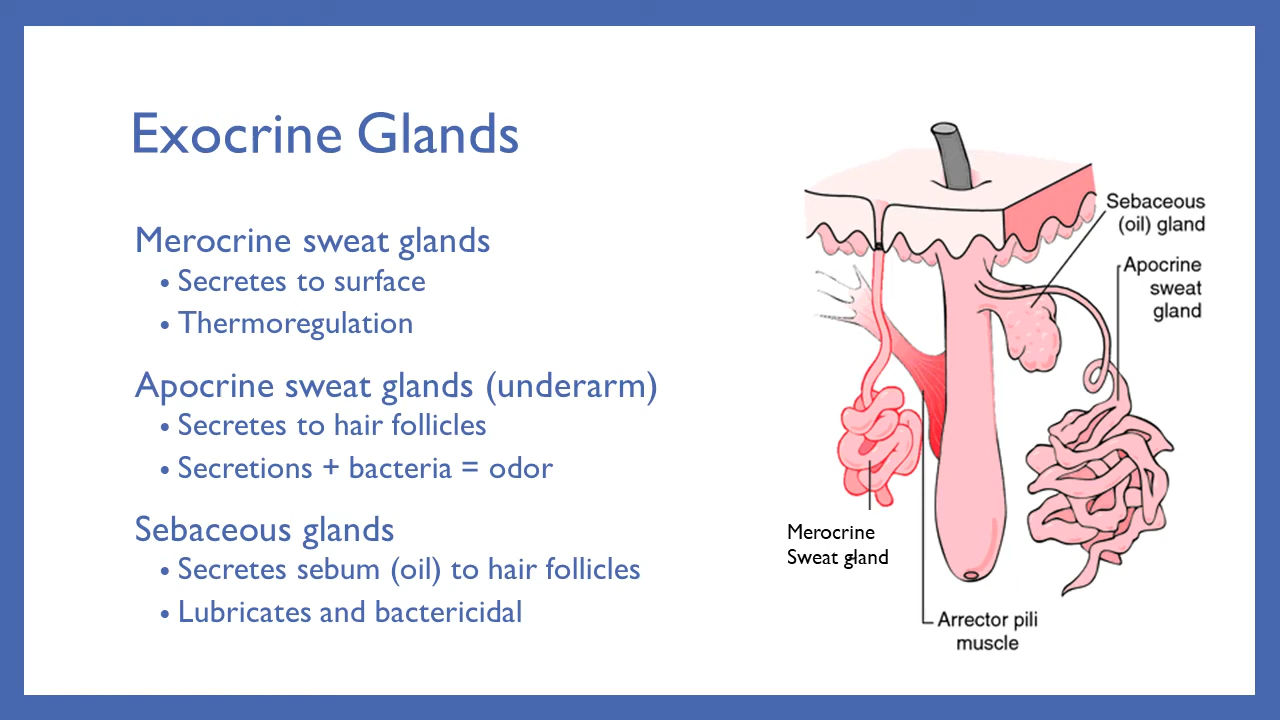 Exocrine Glands
Merocrine sweat glands
• Secretes to surface
• Thermoregulation
Apocrine sweat glands (underarm)
• Secretes to hair follicles
• Secretions + bacteria = odor
Sebaceous glands
• Secretes sebum (oil) to hair follicles
• Lubricates and bactericidal
Sebaceous
(oil) gland
Apocrine
sweat
gland
Merocrine
Sweat gland
Arrector pili
muscle